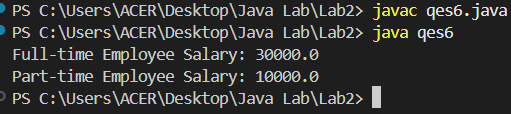 PS C:\Users\ACER\Desktop\Java Lab\Lab2> javac qes6.java
PS C:\Users\ACER\Desktop\Java Lab\Lab2> java qes6
Full-time Employee Salary: 30000.0
Part-time Employee Salary: 10000.0
PS C:\Users\ACER\Desktop\Java Lab\Lab2>